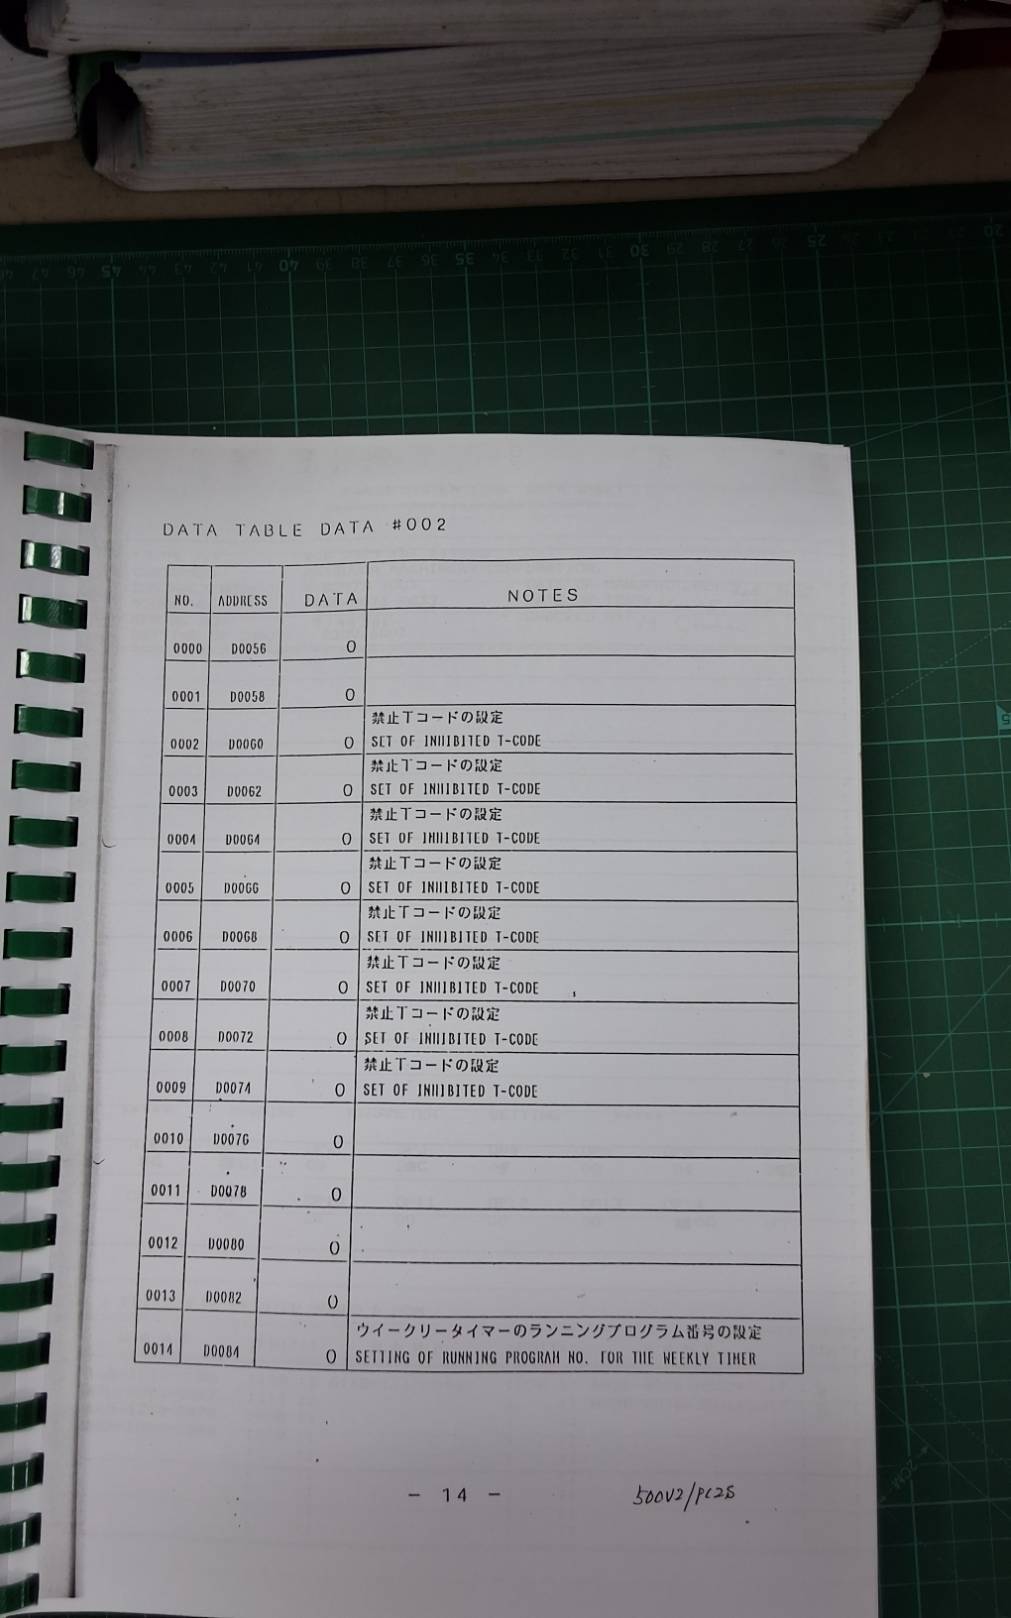 DATA TABLE DATA #002
NO. ADDRESS DATA NOTES
0000 D0056 0
0001 D0058 0
禁止Tコードの設定
0002 D0060 0 SET OF INHIBITED T-CODE
禁止Tコードの設定
0003 D0062 0 SET OF INHIBITED T-CODE
禁止Tコードの設定
0004 D0064 0 SET OF INHIBITED T-CODE
禁止Tコードの設定
0005 D0066 0 SET OF INHIBITED T-CODE
禁止Tコードの設定
0006 D0068 0 SET OF INHIBITED T-CODE
禁止Tコードの設定
0007 D0070 0 SET OF INHIBITED T-CODE
禁止Tコードの設定
0008 D0072 0 SET OF INHIBITED T-CODE
禁止Tコードの設定
0009 D0074 0 SET OF INHIBITED T-CODE
0010 D0076 0
0011 D0078 0
0012 D0080 0
0013 D0082 0
ウイークリータイマーのランニングプログラム番号の設定
0014 D0084 0 SETTING OF RUNNING PROGRAM NO. FOR THE WEEKLY TIMER
- 14 -
500V2/PC2S